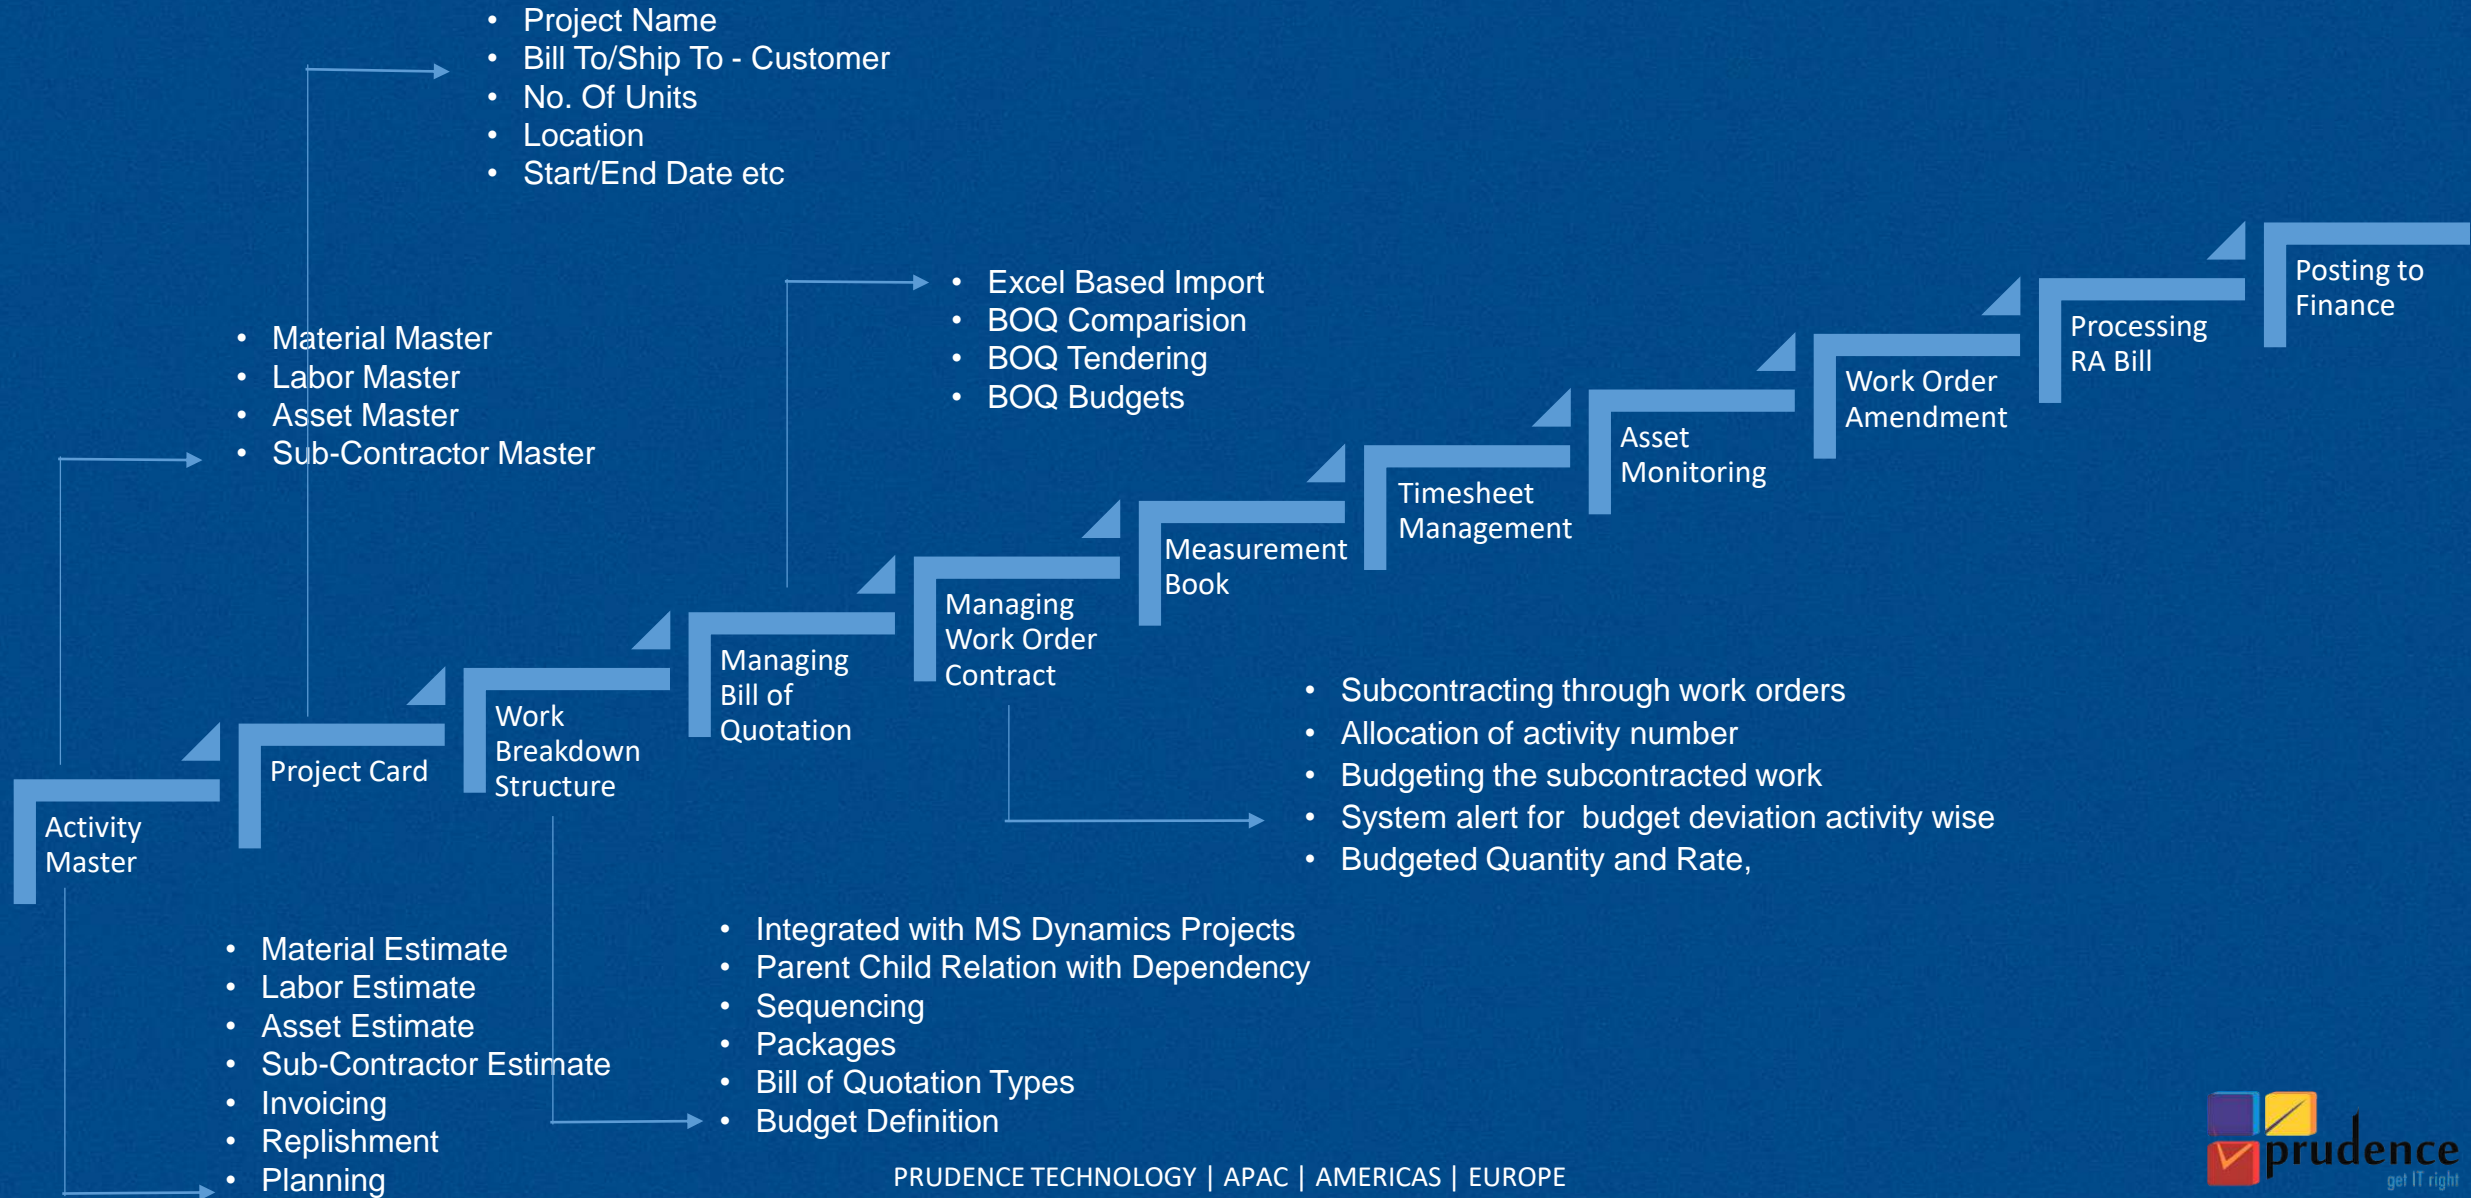 • Project Name
• Bill To/Ship To - Customer
• No. Of Units
• Location
• Start/End Date etc
• Material Master
• Labor Master
• Asset Master
• Sub-Contractor Master
• Excel Based Import
• BOQ Comparision
• BOQ Tendering
• BOQ Budgets
Activity
Master
Project Card
Work
Breakdown
Structure
Managing
Bill of
Quotation
Managing
Work Order
Contract
Measurement
Book
Timesheet
Management
Asset
Monitoring
Work Order
Amendment
Processing
RA Bill
Posting to
Finance
• Subcontracting through work orders
• Allocation of activity number
• Budgeting the subcontracted work
• System alert for  budget deviation activity wise
• Budgeted Quantity and Rate,
• Material Estimate
• Labor Estimate
• Asset Estimate
• Sub-Contractor Estimate
• Invoicing
• Replishment
• Planning
• Integrated with MS Dynamics Projects
• Parent Child Relation with Dependency
• Sequencing
• Packages
• Bill of Quotation Types
• Budget Definition
PRUDENCE TECHNOLOGY | APAC | AMERICAS | EUROPE
prudence
get IT right